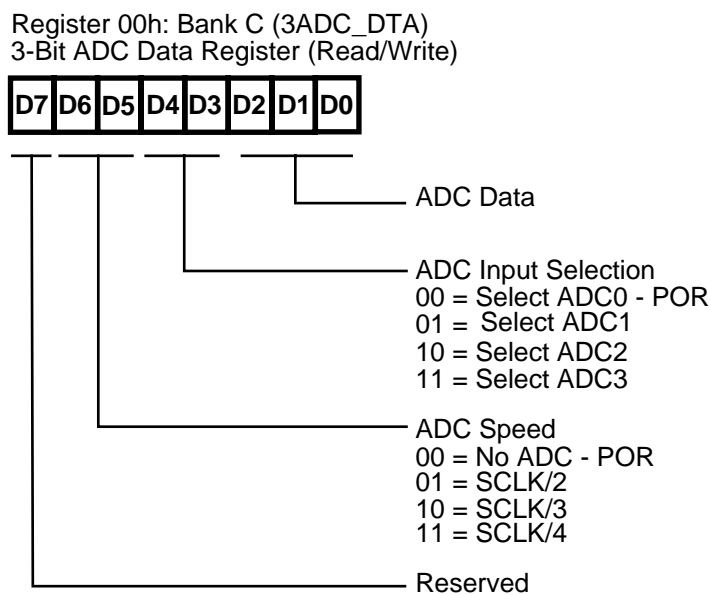 Register 00h: Bank C (3ADC_DTA)
3-Bit ADC Data Register (Read/Write)
D7 D6 D5 D4 D3 D2 D1 D0
ADC Data
ADC Input Selection
00 = Select ADC0 - POR
01 = Select ADC1
10 = Select ADC2
11 = Select ADC3
ADC Speed
00 = No ADC - POR
01 = SCLK/2
10 = SCLK/3
11 = SCLK/4
Reserved